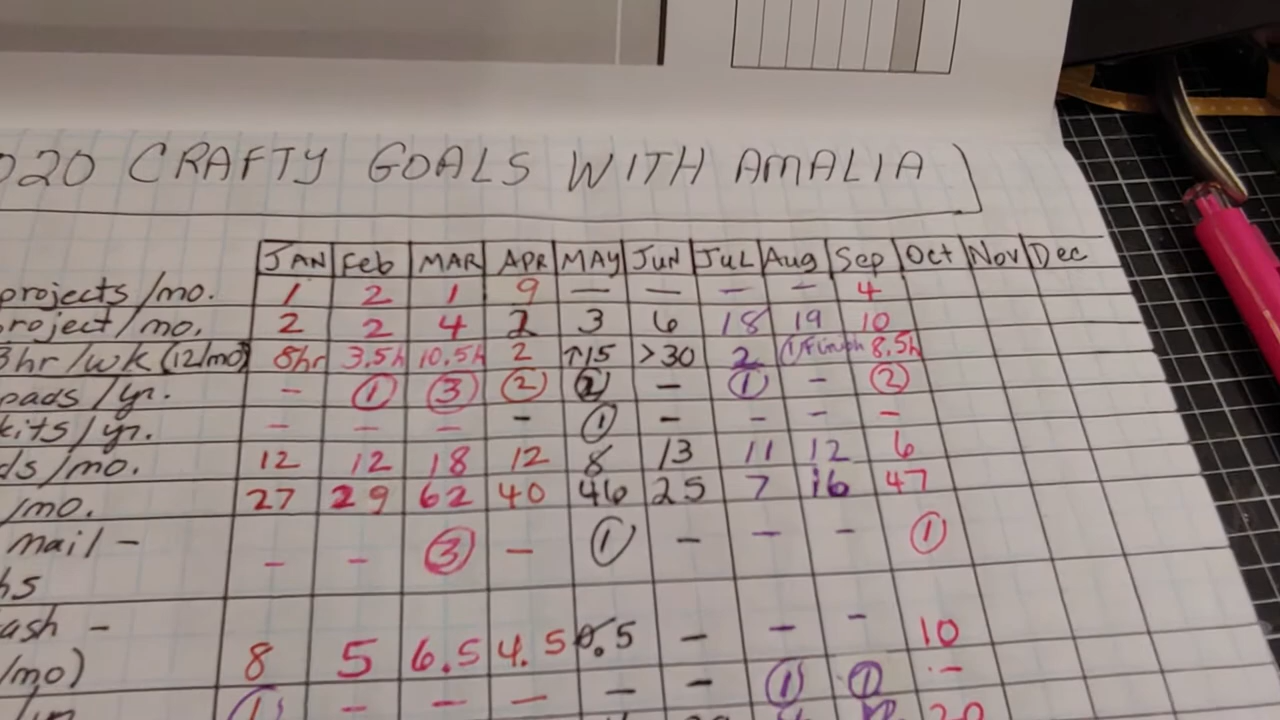 020 CRAFTY GOALS WITH AMALIA
JAN Feb MAR APR MAY JUN JUL Aug Sep Oct Nov Dec
projects/mo. 1 2 1 9 — — — — 4
roject/mo. 2 2 4 2 3 6 18 19 10
3hr/wk (12/mo) 8hr 3.5h 10.5h 2 ↑15 >30 2 8.5h
pads/yr. - 1 3 2 2 - 1 - 2
kits/yr. - - - - 1 - - - -
ds/mo. 12 12 18 12 8 13 11 12 6
/mo. 27 29 62 40 46 25 7 16 47
mail - - - 3 - 1 - - - 1
hs
ash -
/mo) 8 5 6.5 4.5 .5 - - - 10
1 - - - - - 1 1 -
20